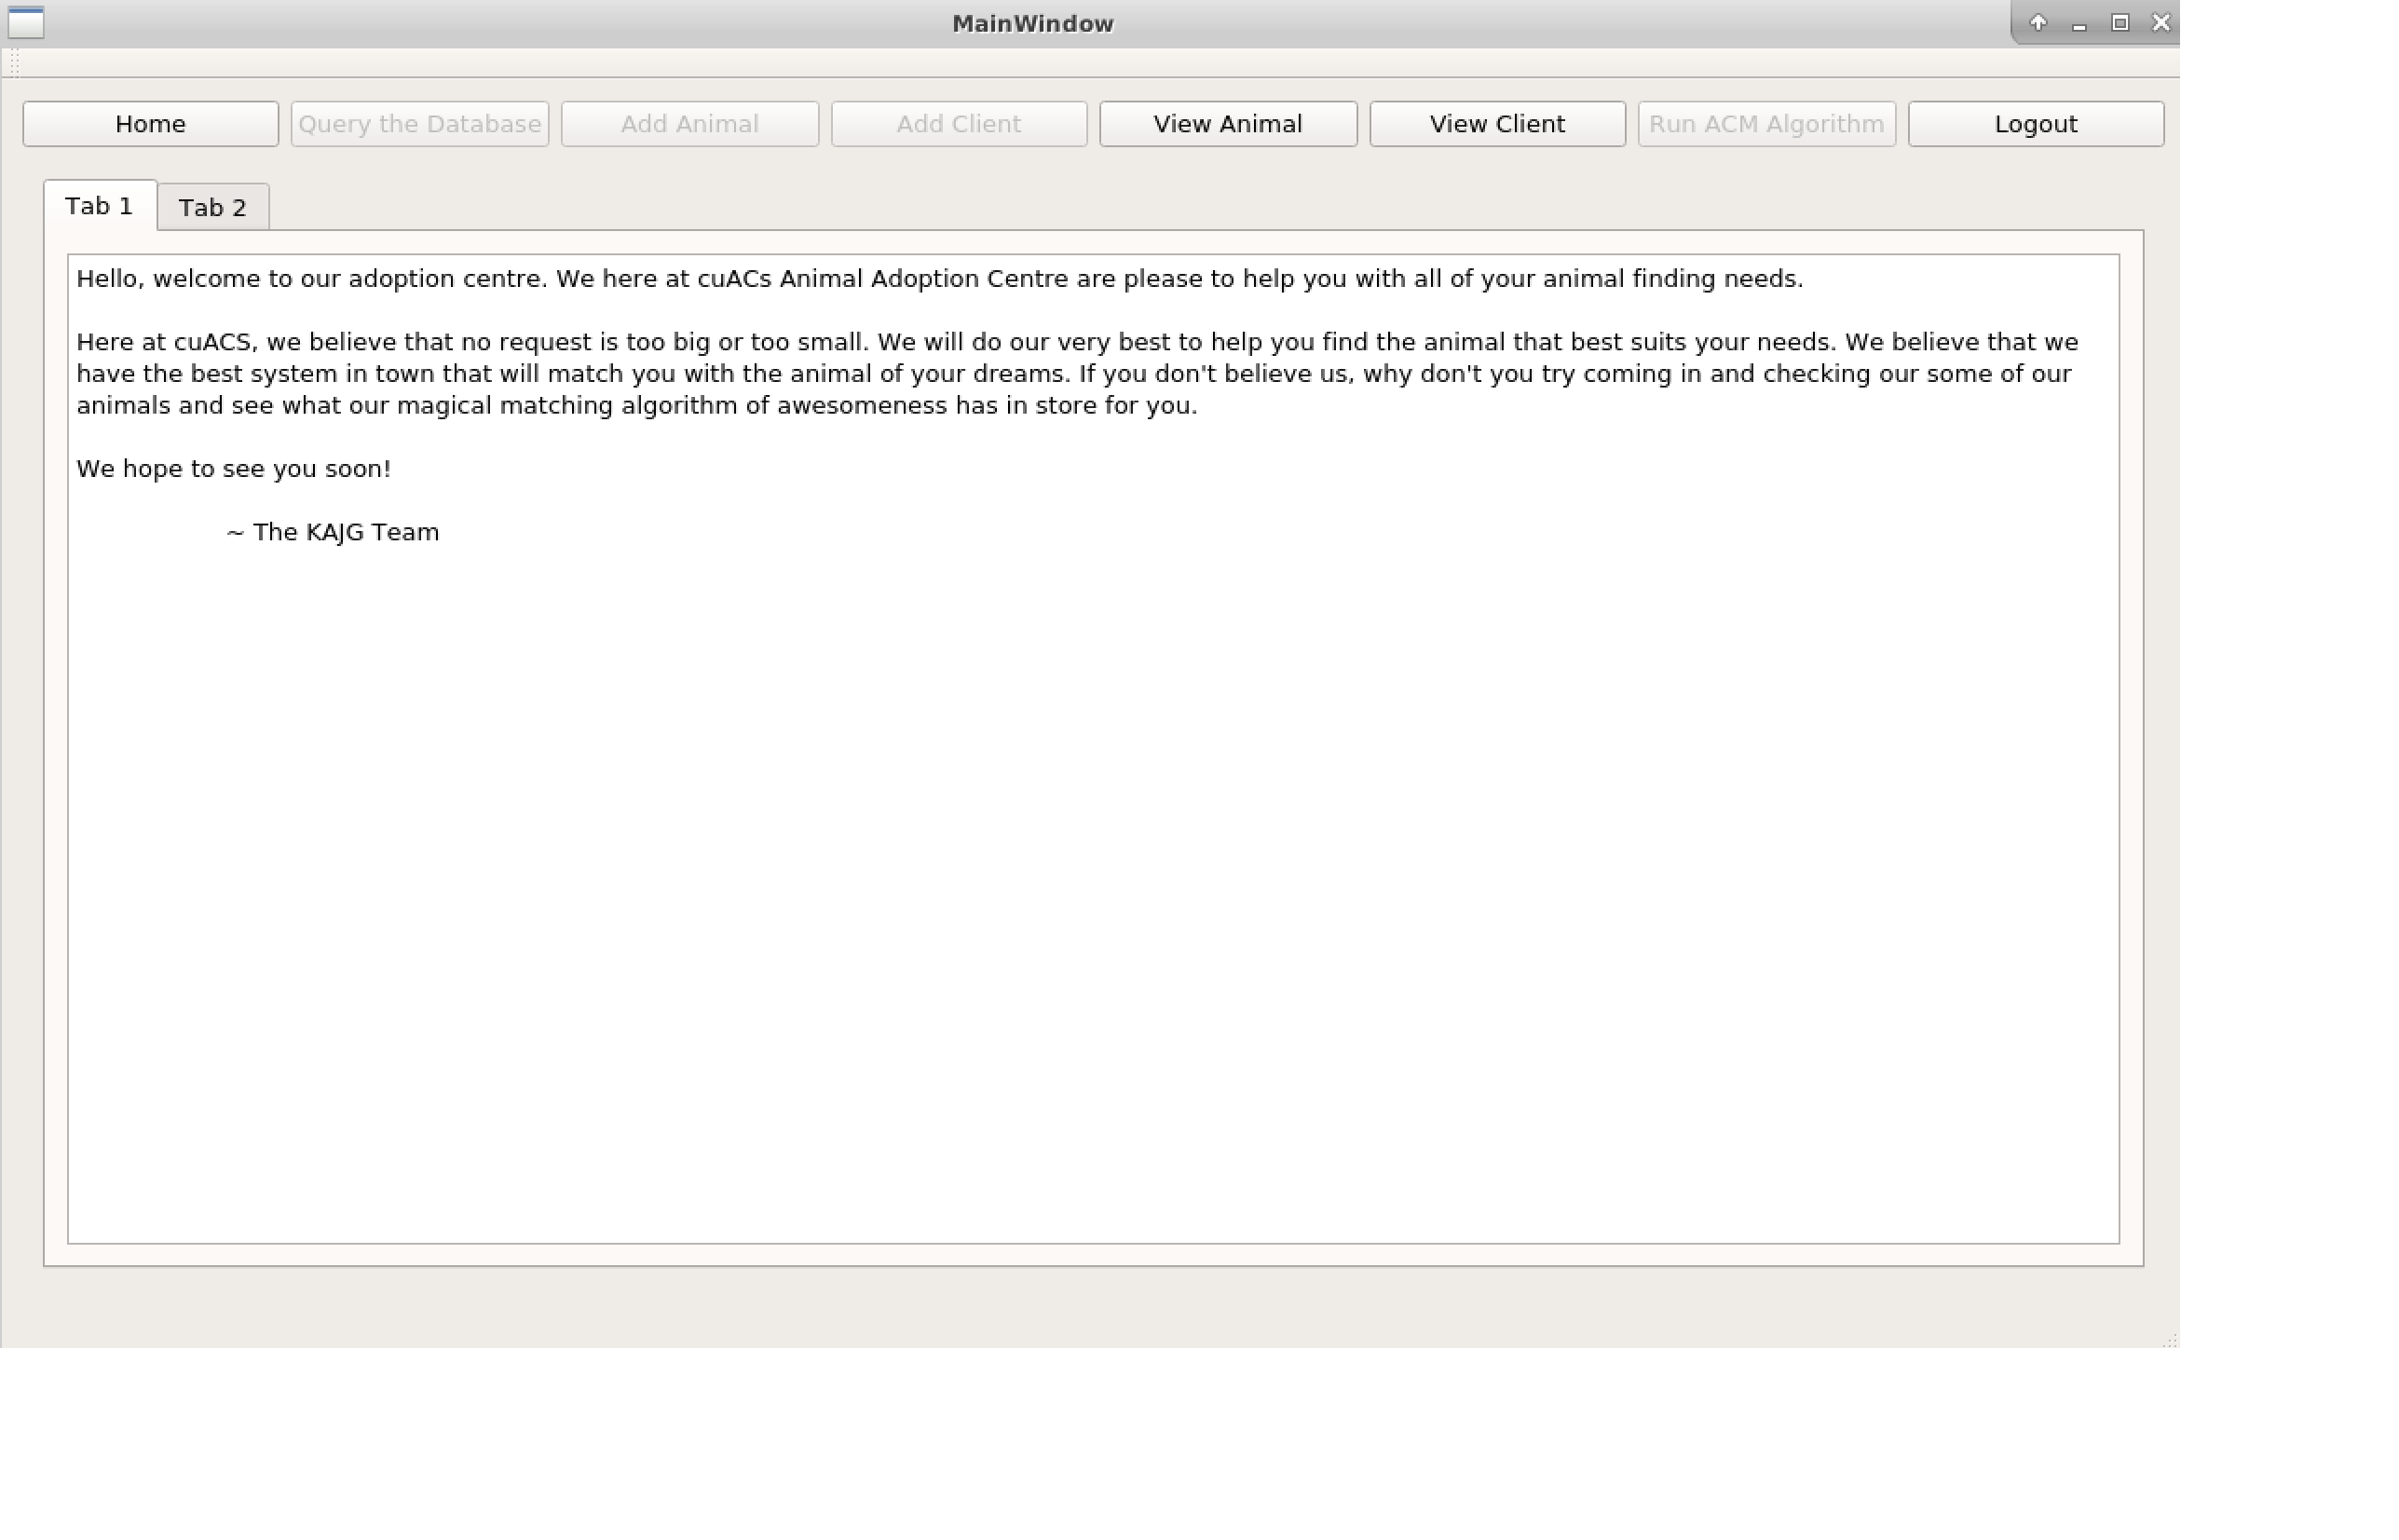 MainWindow
Home
Query the Database
Add Animal
Add Client
View Animal
View Client
Run ACM Algorithm
Logout
Tab 1
Tab 2
Hello, welcome to our adoption centre. We here at cuACs Animal Adoption Centre are please to help you with all of your animal finding needs.
Here at cuACS, we believe that no request is too big or too small. We will do our very best to help you find the animal that best suits your needs. We believe that we
have the best system in town that will match you with the animal of your dreams. If you don't believe us, why don't you try coming in and checking our some of our
animals and see what our magical matching algorithm of awesomeness has in store for you.
We hope to see you soon!
~ The KAJG Team